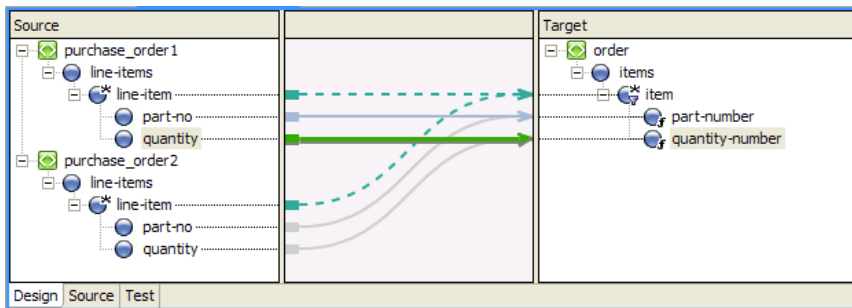 Source
Target
purchase_order1
line-items
line-item
part-no
quantity
purchase_order2
line-items
line-item
part-no
quantity
order
items
item
part-number
quantity-number
Design Source Test